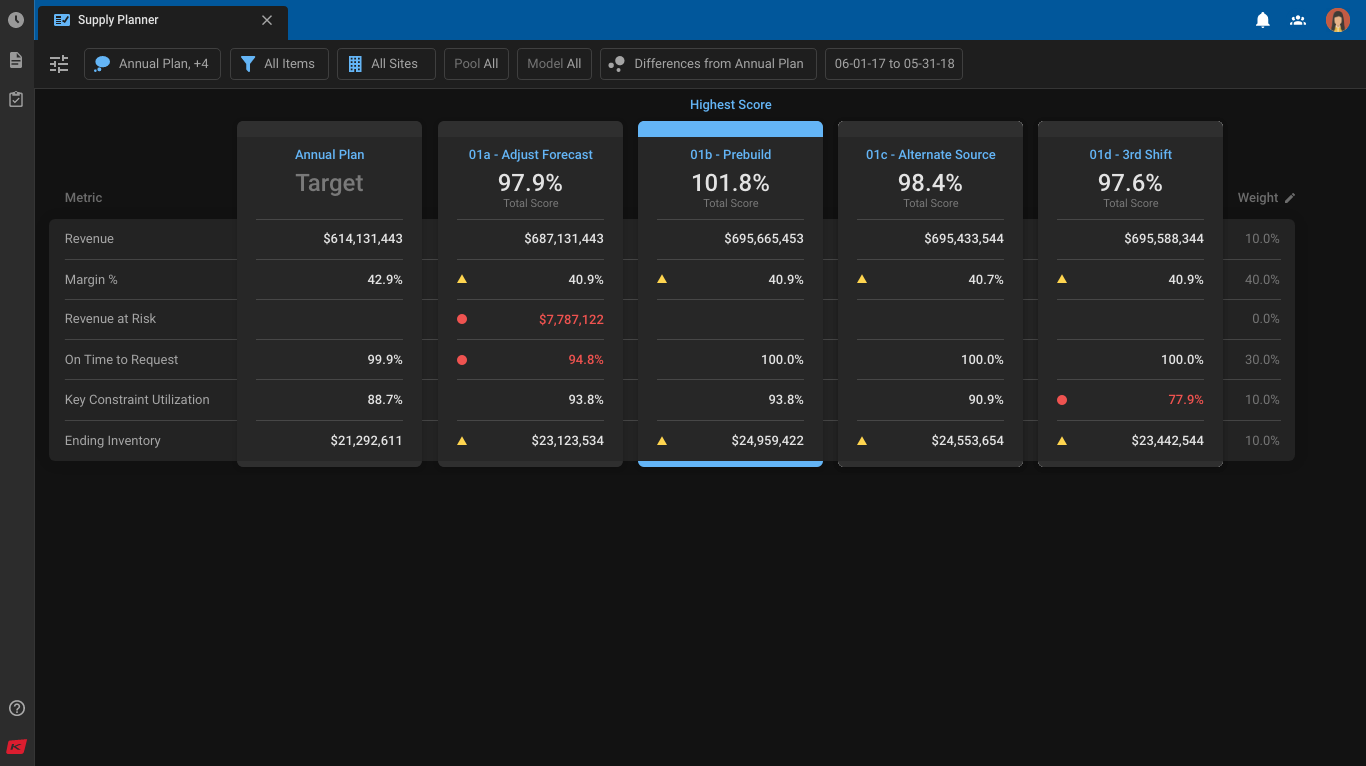 Supply Planner
Annual Plan, +4
All Items
All Sites
Pool All
Model All
Differences from Annual Plan
06-01-17 to 05-31-18
Highest Score
Annual Plan 01a - Adjust Forecast 01b - Prebuild 01c - Alternate Source 01d - 3rd Shift
Target 97.9% 101.8% 98.4% 97.6%
Metric Total Score Total Score Total Score Total Score Weight
Revenue $614,131,443 $687,131,443 $695,665,453 $695,433,544 $695,588,344 10.0%
Margin % 42.9% 40.9% 40.9% 40.7% 40.9% 40.0%
Revenue at Risk $7,787,122 0.0%
On Time to Request 99.9% 94.8% 100.0% 100.0% 100.0% 30.0%
Key Constraint Utilization 88.7% 93.8% 93.8% 90.9% 77.9% 10.0%
Ending Inventory $21,292,611 $23,123,534 $24,959,422 $24,553,654 $23,442,544 10.0%
K